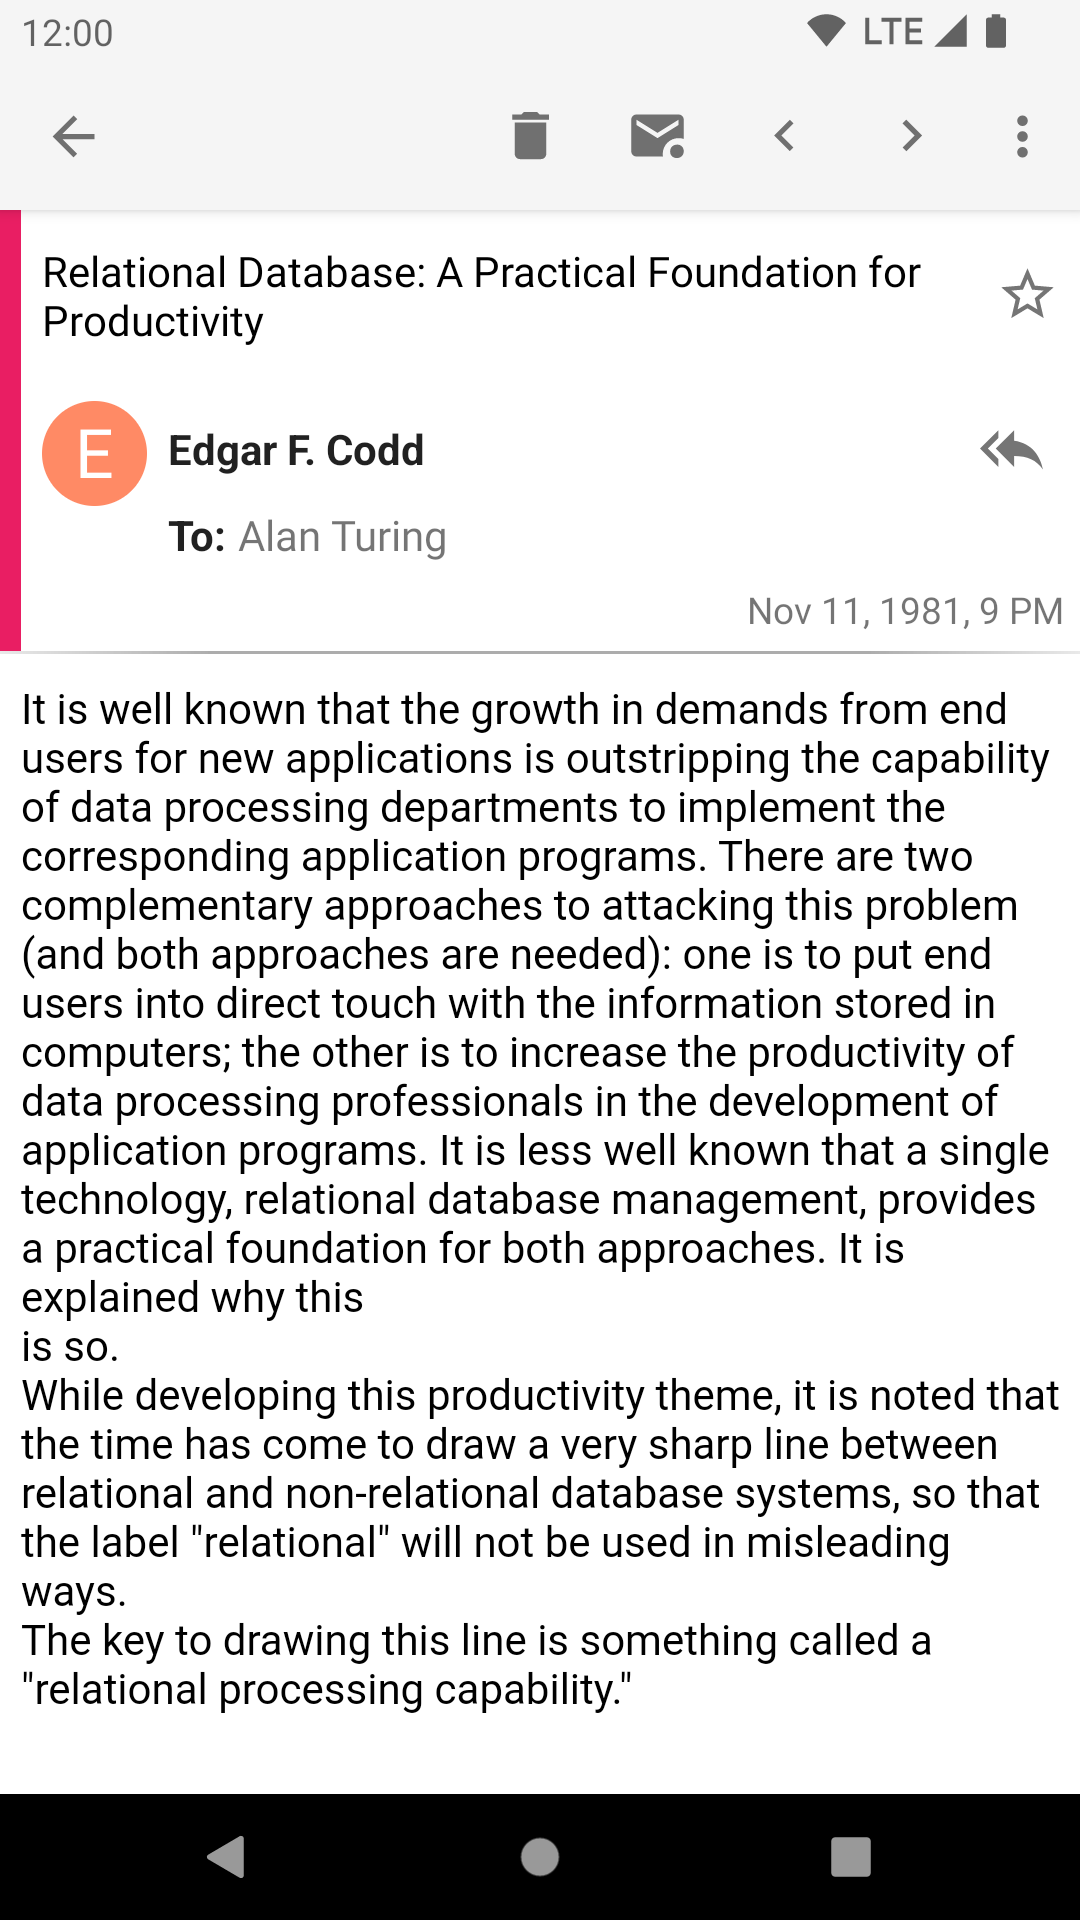 12:00
LTE
Relational Database: A Practical Foundation for
Productivity
E
Edgar F. Codd
To: Alan Turing
Nov 11, 1981, 9 PM
It is well known that the growth in demands from end
users for new applications is outstripping the capability
of data processing departments to implement the
corresponding application programs. There are two
complementary approaches to attacking this problem
(and both approaches are needed): one is to put end
users into direct touch with the information stored in
computers; the other is to increase the productivity of
data processing professionals in the development of
application programs. It is less well known that a single
technology, relational database management, provides
a practical foundation for both approaches. It is
explained why this
is so.
While developing this productivity theme, it is noted that
the time has come to draw a very sharp line between
relational and non-relational database systems, so that
the label "relational" will not be used in misleading
ways.
The key to drawing this line is something called a
"relational processing capability."